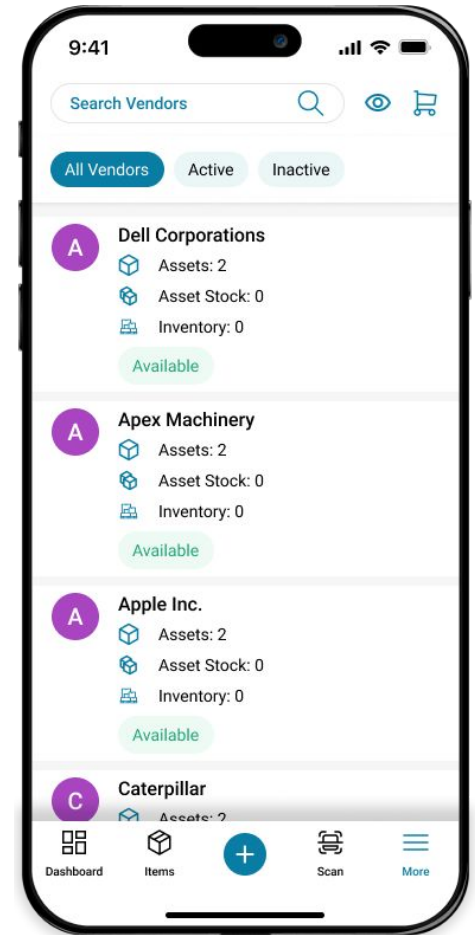 9:41
Search Vendors
All Vendors Active Inactive
A
Dell Corporations
Assets: 2
Asset Stock: 0
Inventory: 0
Available
A
Apex Machinery
Assets: 2
Asset Stock: 0
Inventory: 0
Available
A
Apple Inc.
Assets: 2
Asset Stock: 0
Inventory: 0
Available
C
Caterpillar
Assets: 2
Dashboard Items Scan More